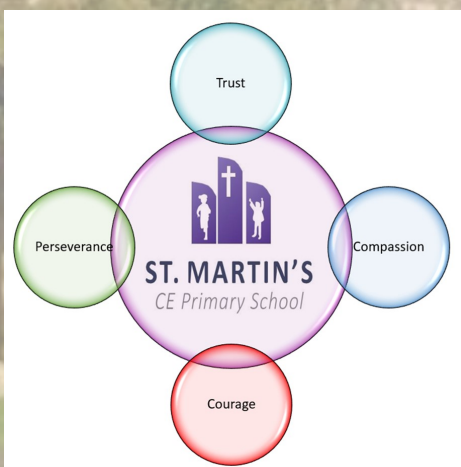 Trust
Perseverance
Compassion
ST. MARTIN'S
CE Primary School
Courage